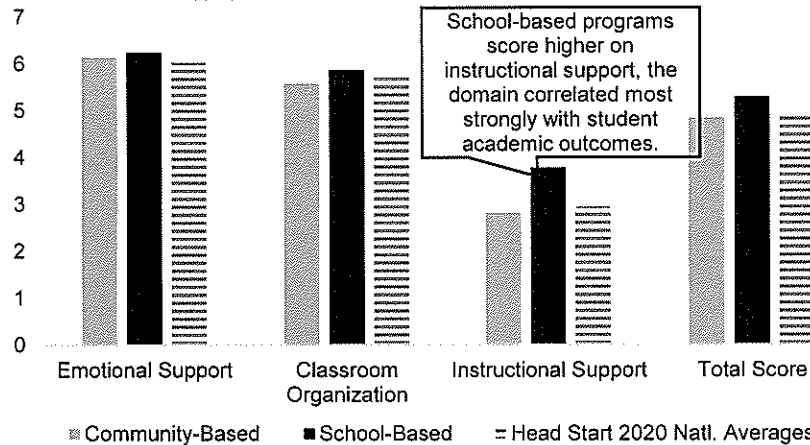 7
6
5
4
3
2
1
0
School-based programs
score higher on
instructional support, the
domain correlated most
strongly with student
academic outcomes.
Emotional Support
Classroom
Organization
Instructional Support
Total Score
Community-Based School-Based Head Start 2020 Natl. Averages